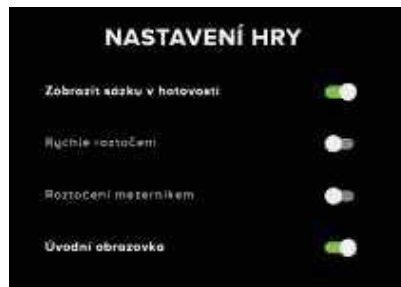 NASTAVENÍ HRY
Zobrazit sázku v hotovosti
Rychlé roztočení
Roztočení mezerníkem
Úvodní obrazovka